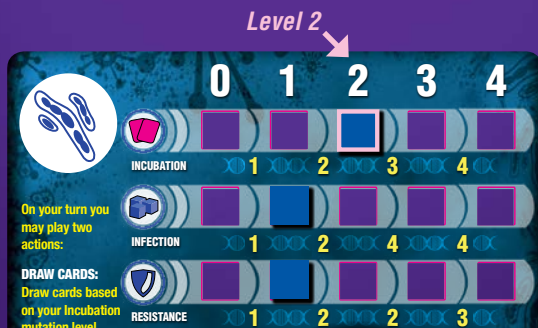 Level 2
0 1 2 3 4
INCUBATION 1 2 3 4
On your turn you
may play two
actions:
INFECTION 1 2 4 4
DRAW CARDS:
Draw cards based
on your Incubation
mutation level
RESISTANCE 1 2 2 3